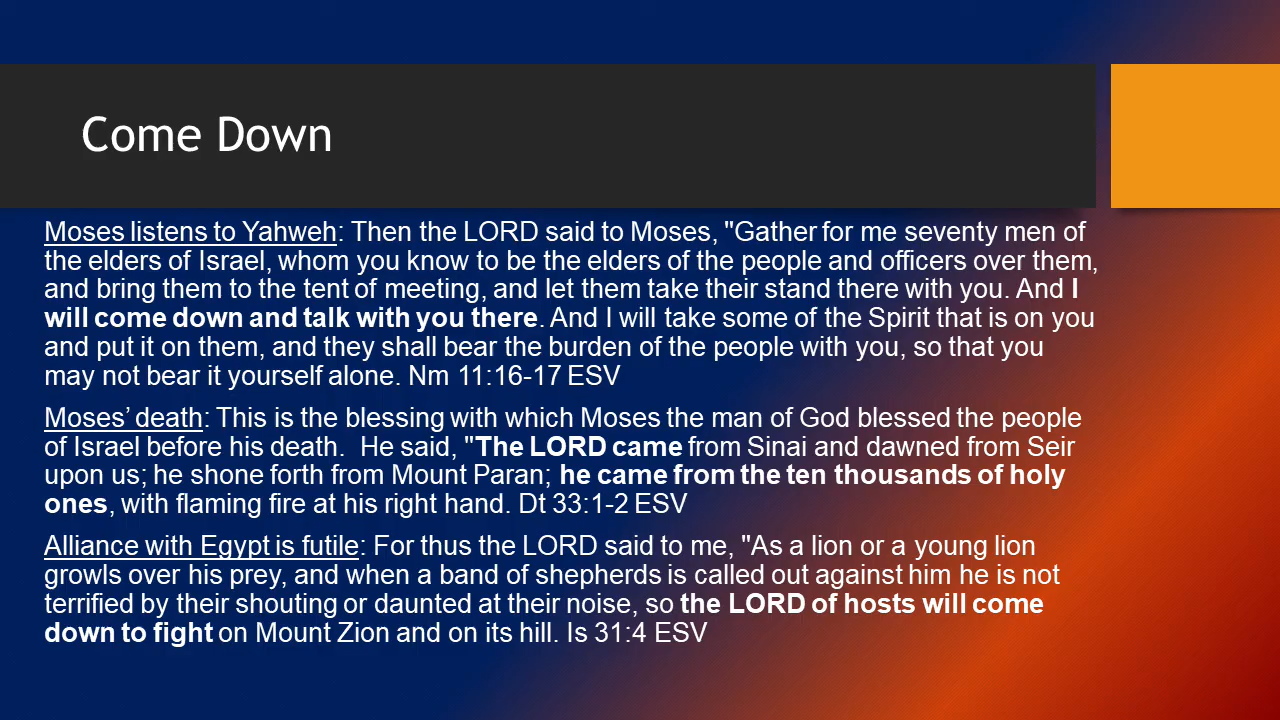 Come Down
Moses listens to Yahweh: Then the LORD said to Moses, "Gather for me seventy men of
the elders of Israel, whom you know to be the elders of the people and officers over them,
and bring them to the tent of meeting, and let them take their stand there with you. And I
will come down and talk with you there. And I will take some of the Spirit that is on you
and put it on them, and they shall bear the burden of the people with you, so that you
may not bear it yourself alone. Nm 11:16-17 ESV
Moses’ death: This is the blessing with which Moses the man of God blessed the people
of Israel before his death.  He said, "The LORD came from Sinai and dawned from Seir
upon us; he shone forth from Mount Paran; he came from the ten thousands of holy
ones, with flaming fire at his right hand. Dt 33:1-2 ESV
Alliance with Egypt is futile: For thus the LORD said to me, "As a lion or a young lion
growls over his prey, and when a band of shepherds is called out against him he is not
terrified by their shouting or daunted at their noise, so the LORD of hosts will come
down to fight on Mount Zion and on its hill. Is 31:4 ESV